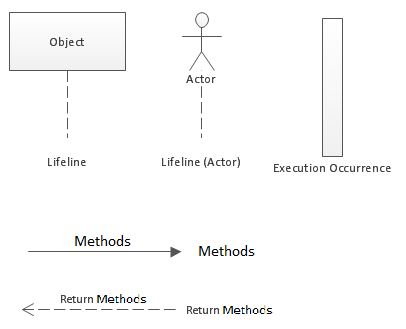 Object
Actor
Lifeline
Lifeline (Actor)
Execution Occurrence
Methods
Methods
Return Methods
Return Methods